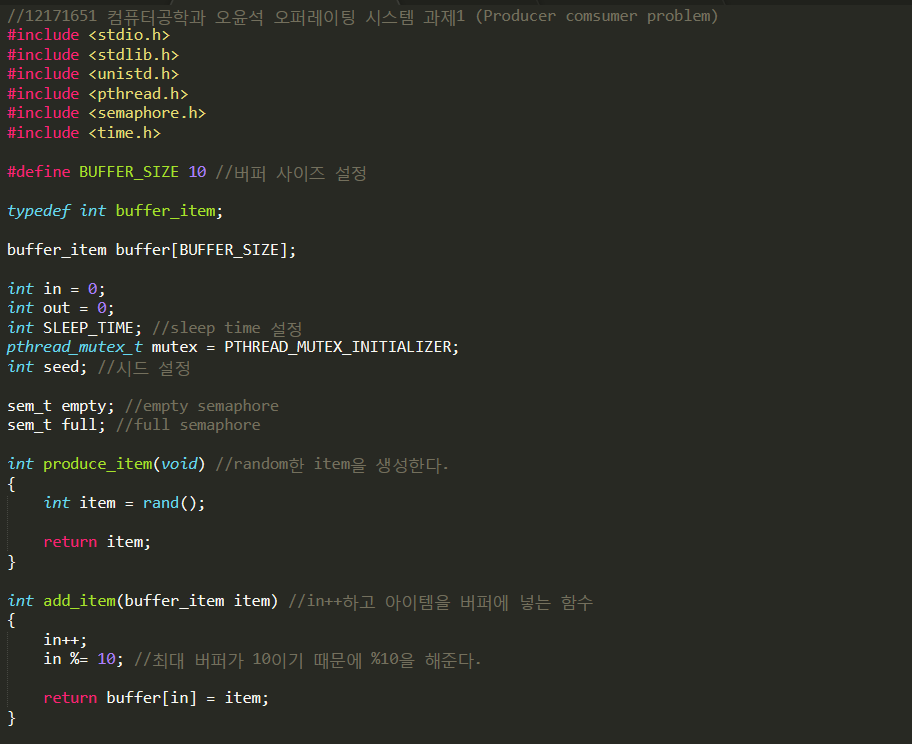 //12171651 컴퓨터공학과 오윤석 오퍼레이팅 시스템 과제1 (Producer comsumer problem)
#include <stdio.h>
#include <stdlib.h>
#include <unistd.h>
#include <pthread.h>
#include <semaphore.h>
#include <time.h>
#define BUFFER_SIZE 10 //버퍼 사이즈 설정
typedef int buffer_item;
buffer_item buffer[BUFFER_SIZE];
int in = 0;
int out = 0;
int SLEEP_TIME; //sleep time 설정
pthread_mutex_t mutex = PTHREAD_MUTEX_INITIALIZER;
int seed; //시드 설정
sem_t empty; //empty semaphore
sem_t full; //full semaphore
int produce_item(void) //random한 item을 생성한다.
{
    int item = rand();
    return item;
}
int add_item(buffer_item item) //in++하고 아이템을 버퍼에 넣는 함수
{
    in++;
    in %= 10; //최대 버퍼가 10이기 때문에 %10을 해준다.
    return buffer[in] = item;
}